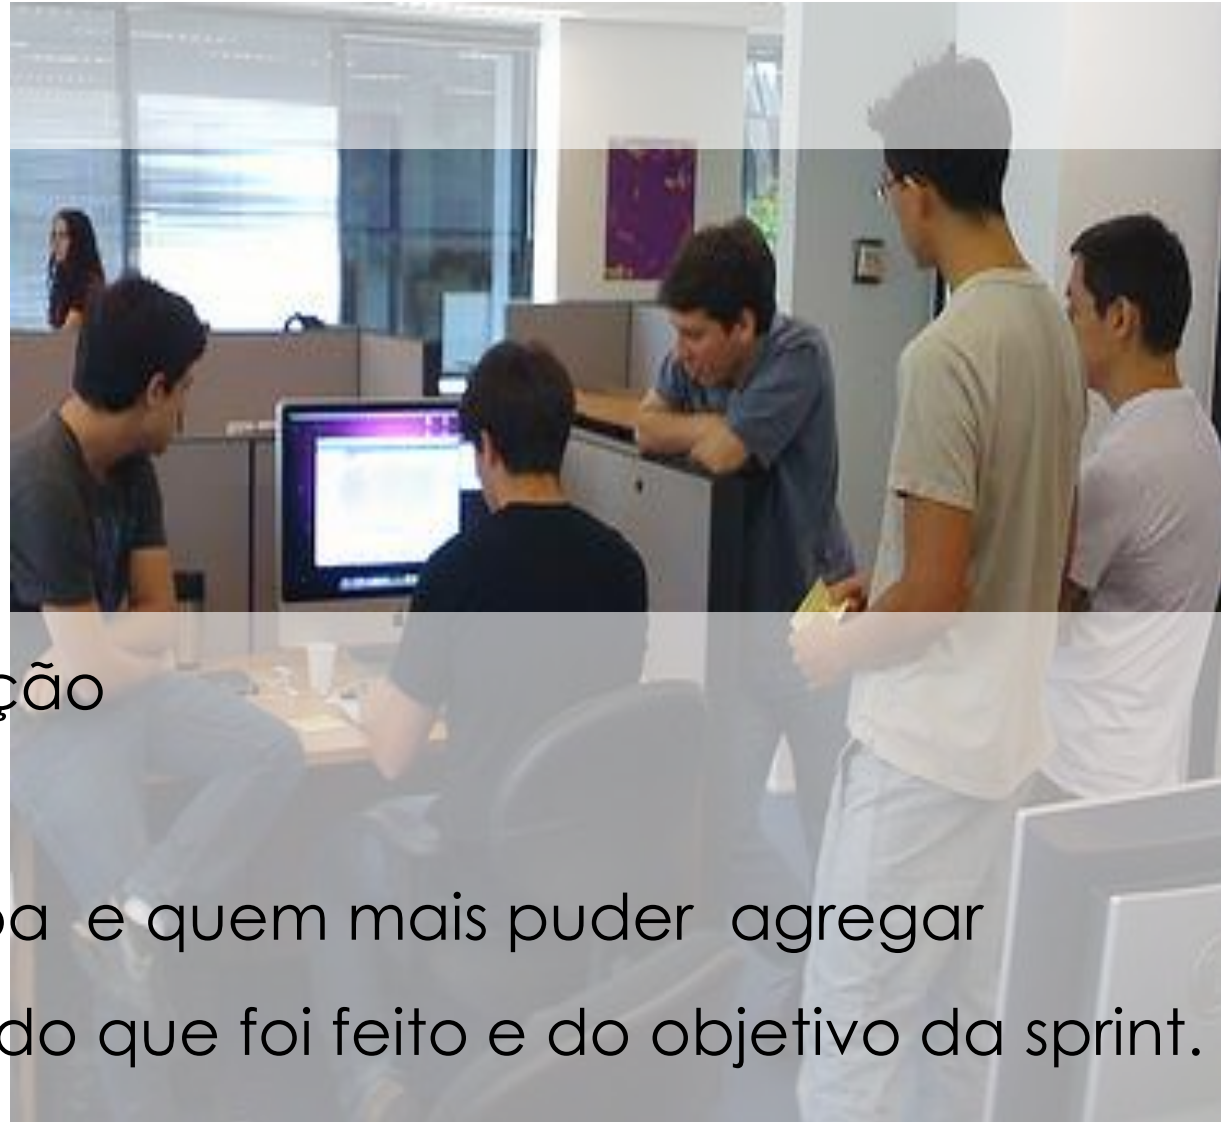 ção
e quem mais puder agregar
do que foi feito e do objetivo da sprint.